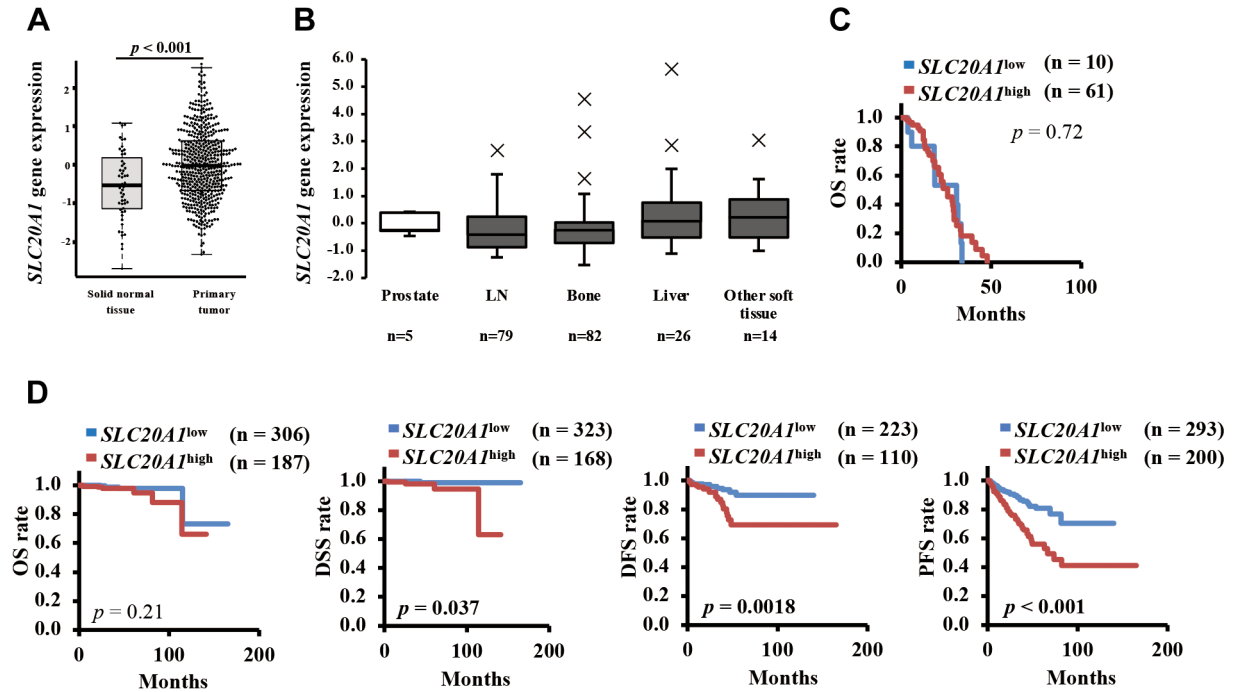 A
p < 0.001
SLC20A1 gene expression
2
1
0
-1
-2
Solid normal
tissue
Primary
tumor
B
SLC20A1 gene expression
6.0
5.0
4.0
3.0
2.0
1.0
0.0
-1.0
-2.0
Prostate
LN
Bone
Liver
Other soft
tissue
n=5
n=79
n=82
n=26
n=14
C
SLC20A1low (n = 10)
SLC20A1high (n = 61)
p = 0.72
OS rate
1.0
0.8
0.6
0.4
0.2
0.0
0
50
100
Months
D
SLC20A1low (n = 306)
SLC20A1high (n = 187)
OS rate
1.0
0.8
0.6
0.4
0.2
0.0
p = 0.21
0
100
200
Months
SLC20A1low (n = 323)
SLC20A1high (n = 168)
DSS rate
1.0
0.8
0.6
0.4
0.2
0.0
p = 0.037
0
100
200
Months
SLC20A1low (n = 223)
SLC20A1high (n = 110)
DFS rate
1.0
0.8
0.6
0.4
0.2
0.0
p = 0.0018
0
100
200
Months
SLC20A1low (n = 293)
SLC20A1high (n = 200)
PFS rate
1.0
0.8
0.6
0.4
0.2
0.0
p < 0.001
0
100
200
Months